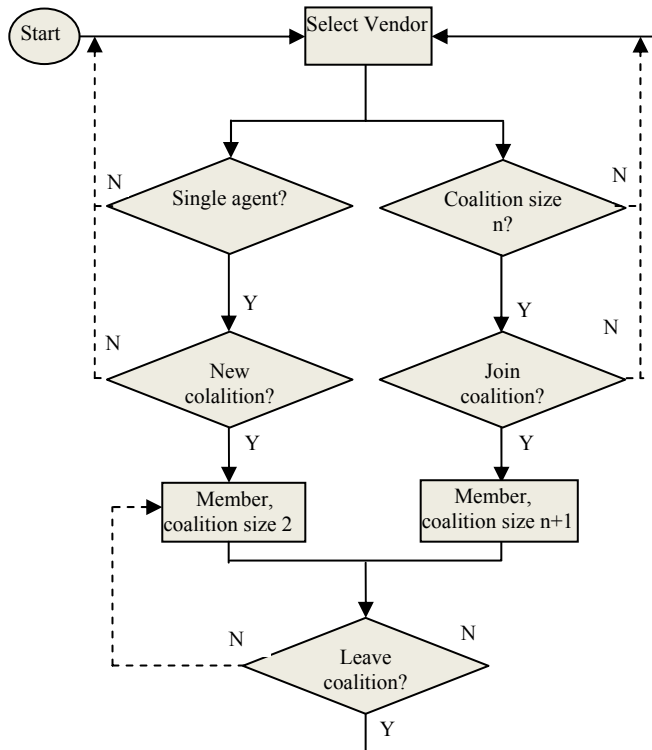 Start
Select Vendor
N
Single agent?
Coalition size
n?
N
Y
Y
N
New
colalition?
Join
coalition?
N
Y
Y
Member,
coalition size 2
Member,
coalition size n+1
N
Leave
coalition?
N
Y